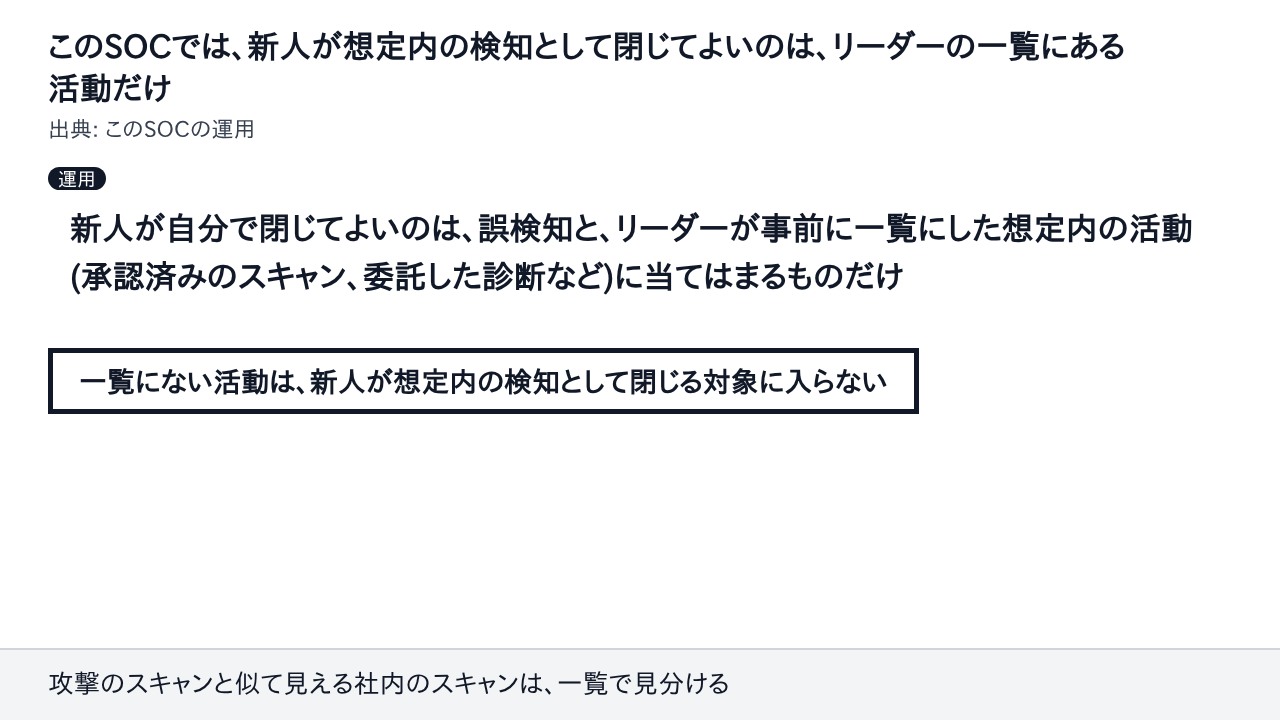 このSOCでは、新人が想定内の検知として閉じてよいのは、リーダーの一覧にある
活動だけ
出典: このSOCの運用
運用
新人が自分で閉じてよいのは、誤検知と、リーダーが事前に一覧にした想定内の活動
(承認済みのスキャン、委託した診断など)に当てはまるものだけ
一覧にない活動は、新人が想定内の検知として閉じる対象に入らない
攻撃のスキャンと似て見える社内のスキャンは、一覧で見分ける